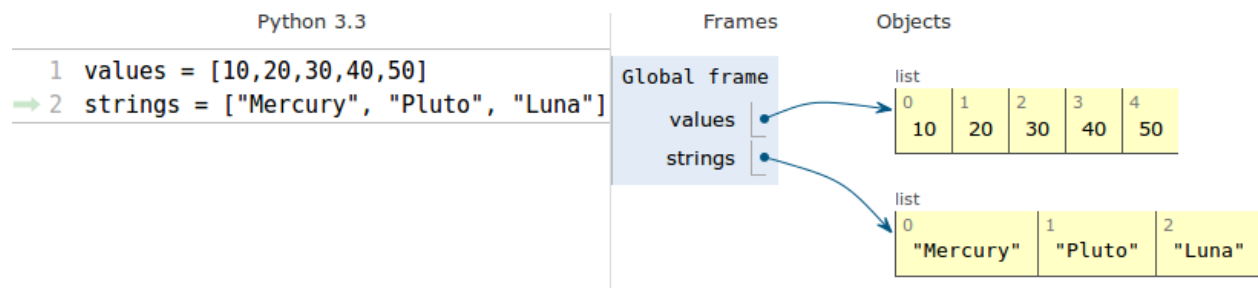 Python 3.3
Frames
Objects
1 values = [10,20,30,40,50]
2 strings = ["Mercury", "Pluto", "Luna"]
Global frame
values
strings
list
0 1 2 3 4
10 20 30 40 50
list
0 1 2
"Mercury" "Pluto" "Luna"